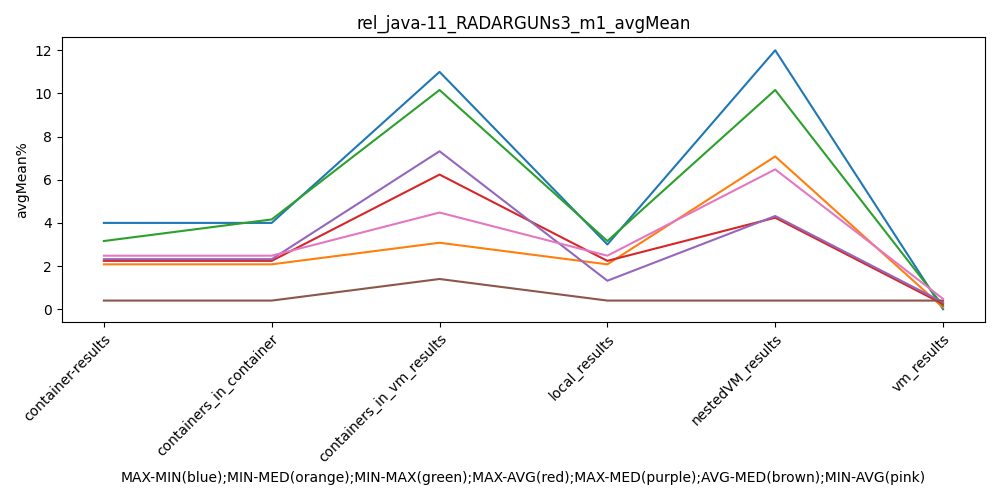 rel_java-11_RADARGUNs3_m1_avgMean
avgMean%
12
10
8
6
4
2
0
container-results
containers_in_container
containers_in_vm_results
local_results
nestedVM_results
vm_results
MAX-MIN(blue);MIN-MED(orange);MIN-MAX(green);MAX-AVG(red);MAX-MED(purple);AVG-MED(brown);MIN-AVG(pink)